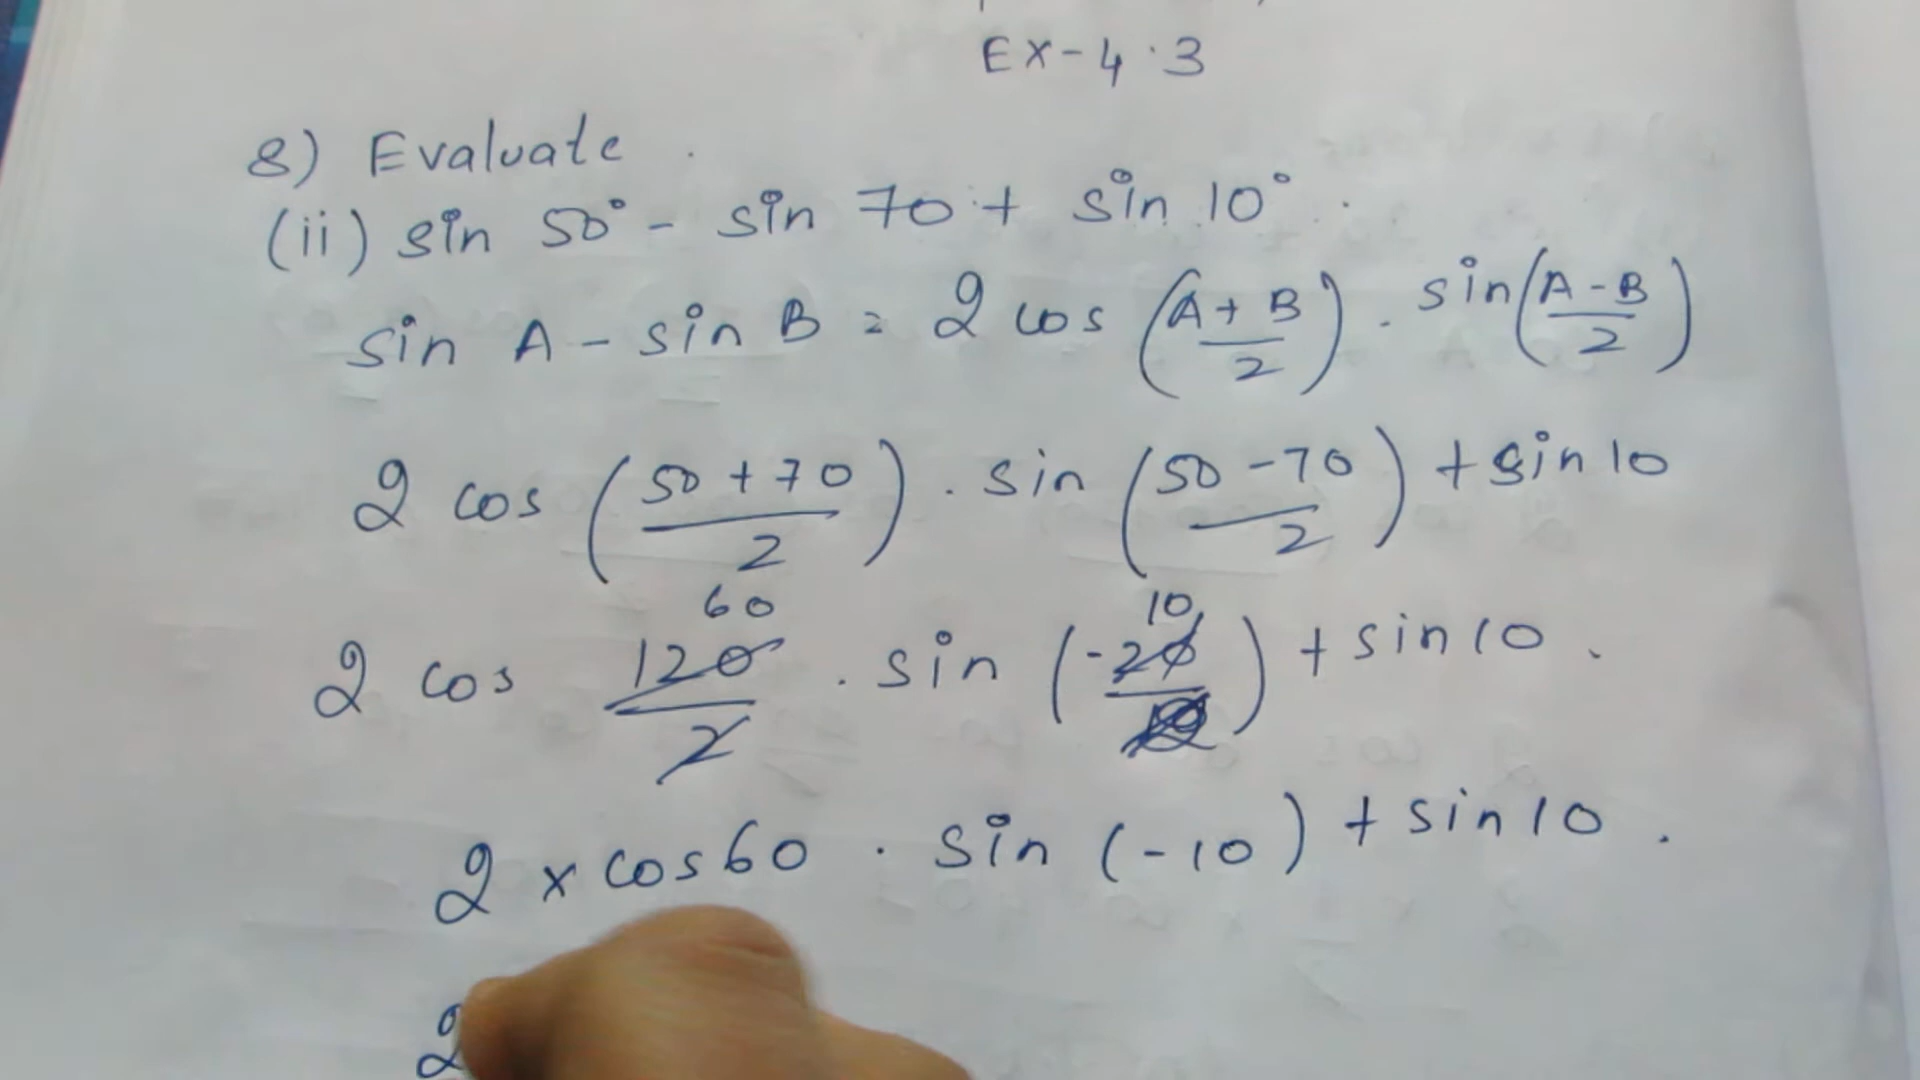 Ex-4.3
8) Evaluate.
(ii) sin 50° - sin 70 + sin 10°.
sin A - sin B = 2 cos (A+B/2) . sin (A-B/2)
2 cos (50+70/2) . sin (50-70/2) + sin 10
60 10
2 cos 120/2 . sin (-20/2) + sin 10.
2 x cos 60 . sin (-10) + sin 10.
2